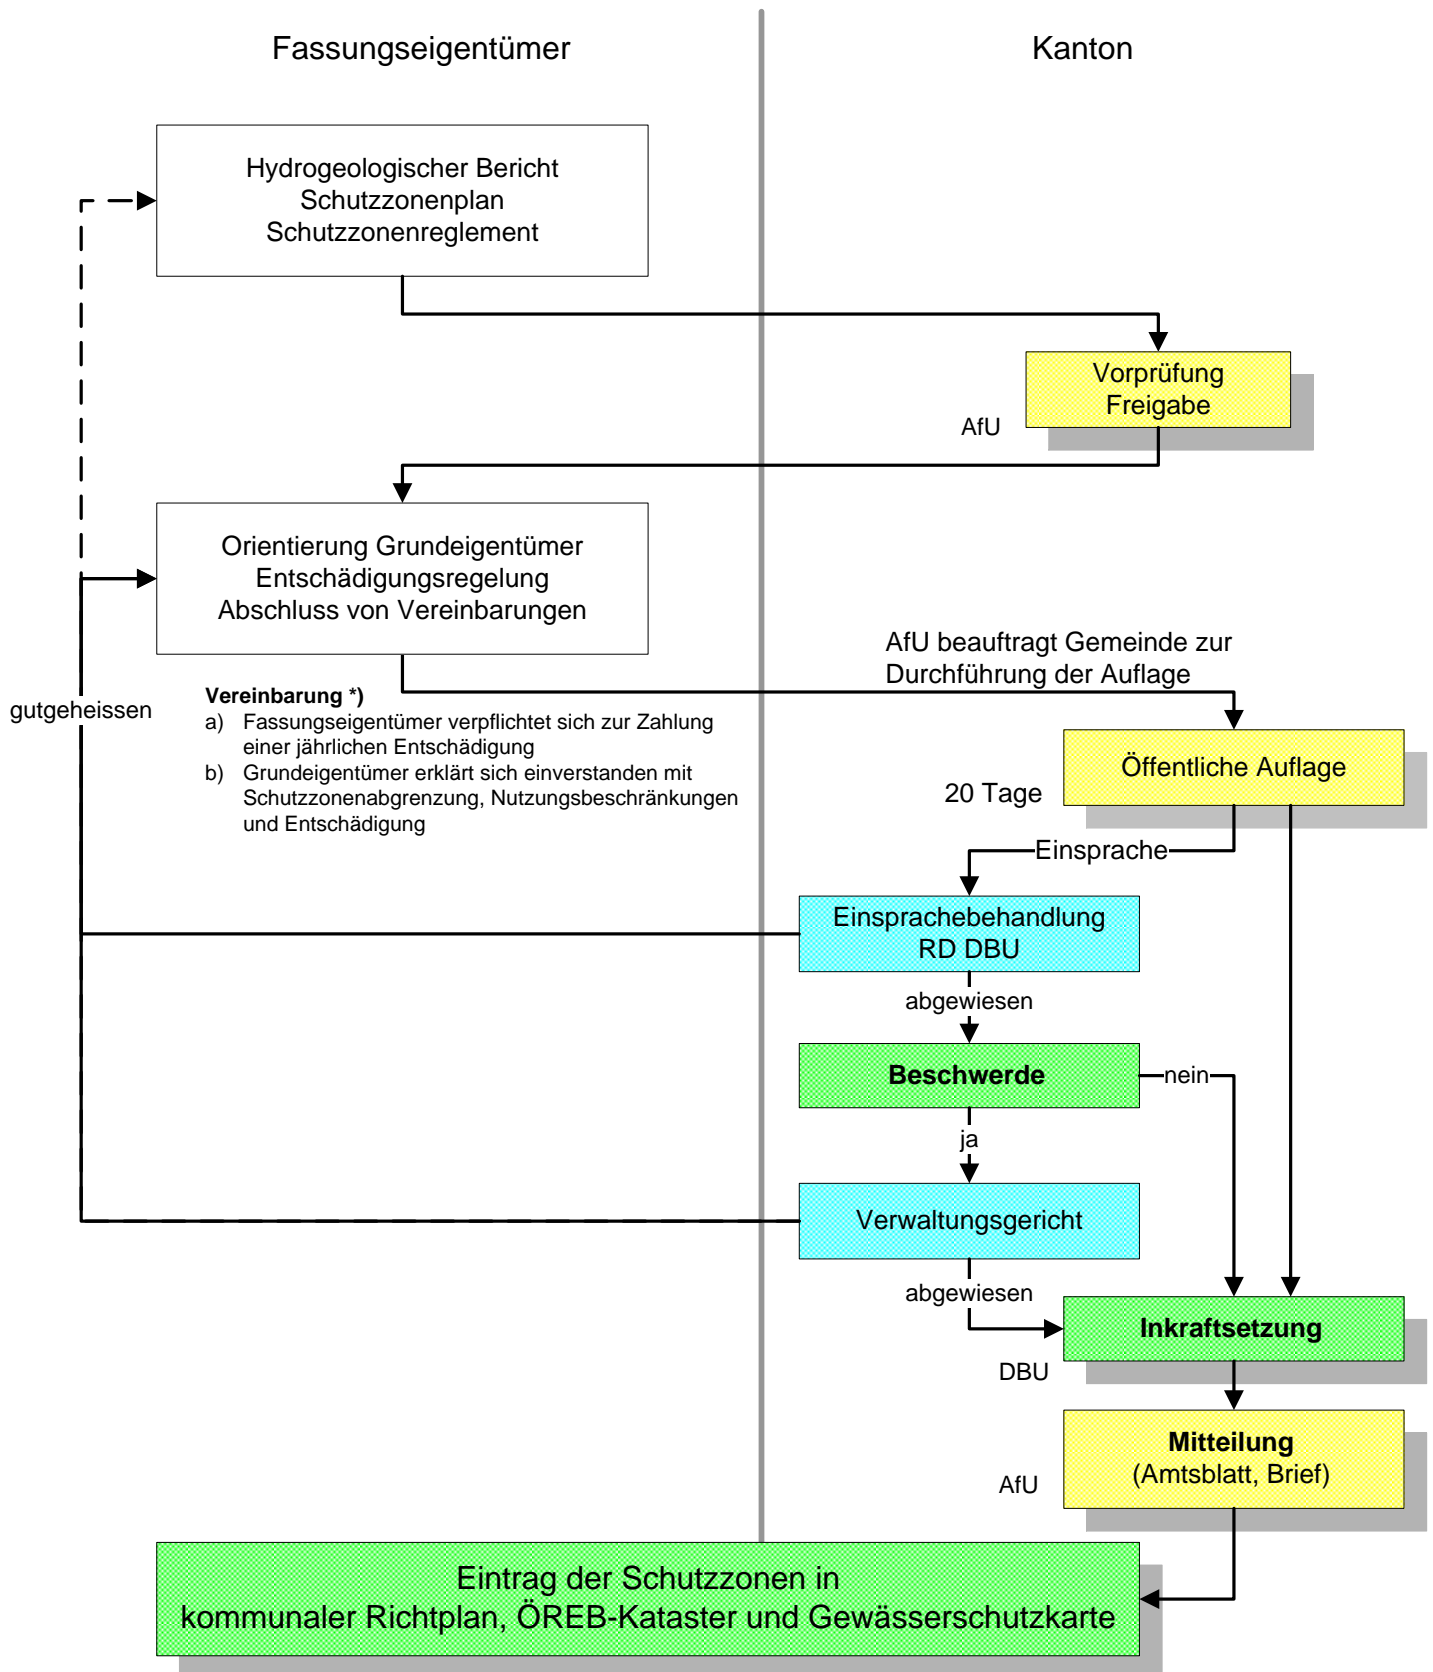 Fassungseigentümer
Kanton
Hydrogeologischer Bericht
Schutzzonenplan
Schutzzonenreglement
Vorprüfung
Freigabe
AfU
Orientierung Grundeigentümer
Entschädigungsregelung
Abschluss von Vereinbarungen
AfU beauftragt Gemeinde zur
Durchführung der Auflage
gutgeheissen
Vereinbarung *)
a) Fassungseigentümer verpflichtet sich zur Zahlung
einer jährlichen Entschädigung
b) Grundeigentümer erklärt sich einverstanden mit
Schutzzonenabgrenzung, Nutzungsbeschränkungen
und Entschädigung
Öffentliche Auflage
20 Tage
Einsprache
Einsprachebehandlung
RD DBU
abgewiesen
Beschwerde
nein
ja
Verwaltungsgericht
abgewiesen
Inkraftsetzung
DBU
Mitteilung
(Amtsblatt, Brief)
AfU
Eintrag der Schutzzonen in
kommunaler Richtplan, ÖREB-Kataster und Gewässerschutzkarte